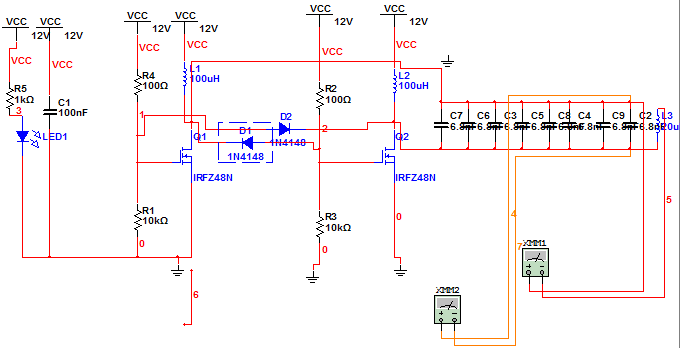 VCC VCC VCC VCC VCC VCC
12V 12V 12V 12V 12V 12V
VCC VCC VCC VCC VCC VCC
R5
1kΩ
3
LED1
C1
100nF
R4
100Ω
L1
100uH
R2
100Ω
L2
100uH
1
Q1
IRFZ48N
D1
1N4148
D2
1N4148
2
Q2
IRFZ48N
C7 C6 C3 C5 C8 C4 C9 C2 L3
R1
10kΩ
0
R3
10kΩ
0
0
5
4
7
XMM1
6
XMM2